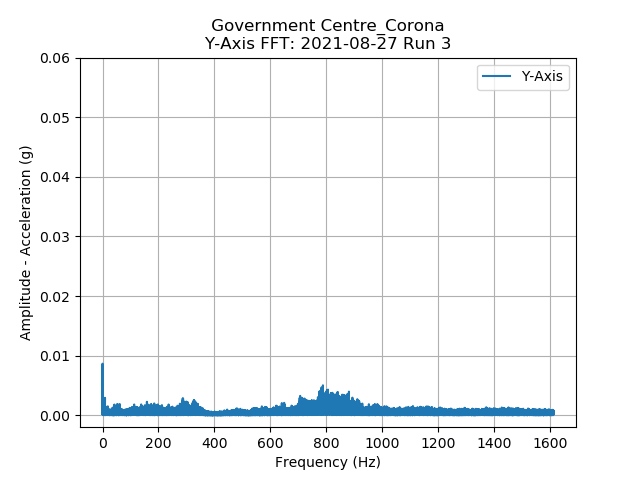 Government Centre_Corona
Y-Axis FFT: 2021-08-27 Run 3
Y-Axis
0.06
0.05
0.04
0.03
0.02
0.01
0.00
Amplitude - Acceleration (g)
0 200 400 600 800 1000 1200 1400 1600
Frequency (Hz)